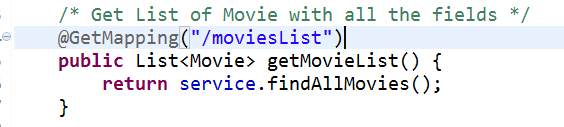 /* Get List of Movie with all the fields */
@GetMapping("/moviesList")
public List<Movie> getMovieList() {
return service.findAllMovies();
}